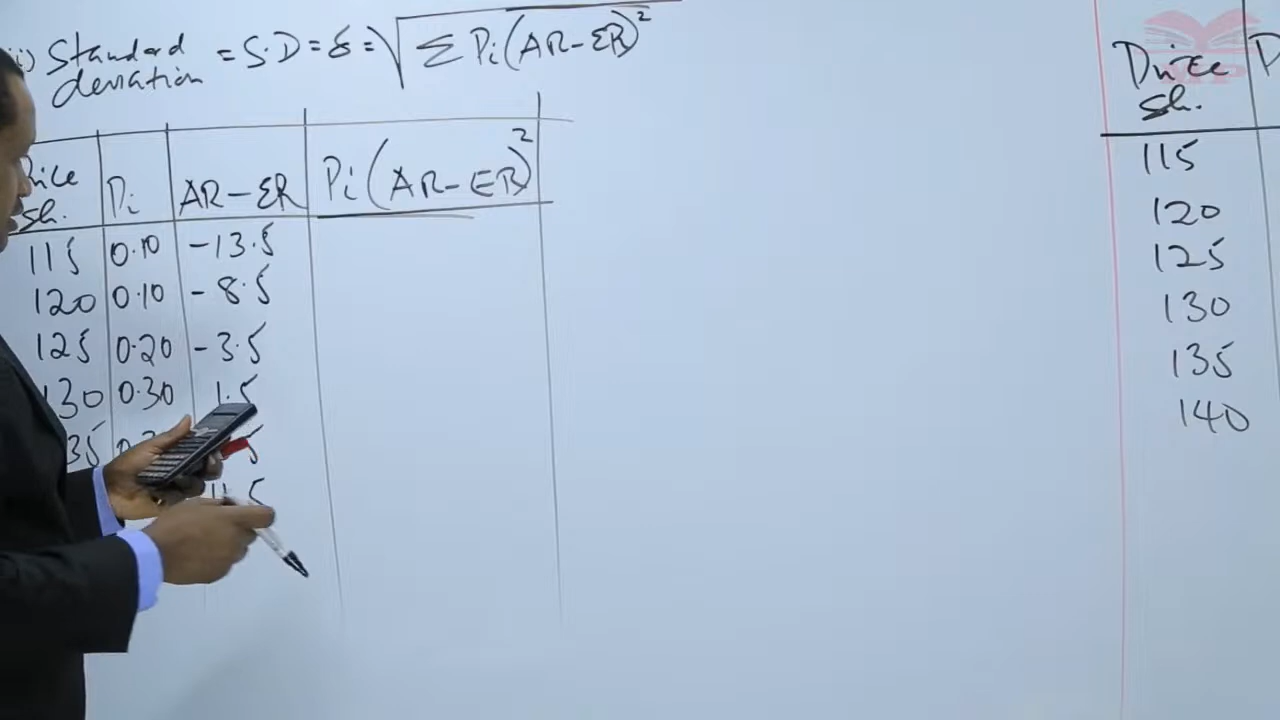 ii) Standard deviation = S.D = δ = √ Σ Pi (AR - ER)²
Price sh. Pi AR - ER Pi (AR - ER)²
115 0.10 -13.5
120 0.10 -8.5
125 0.20 -3.5
130 0.30 1.5
35
Price sh.
115
120
125
130
135
140